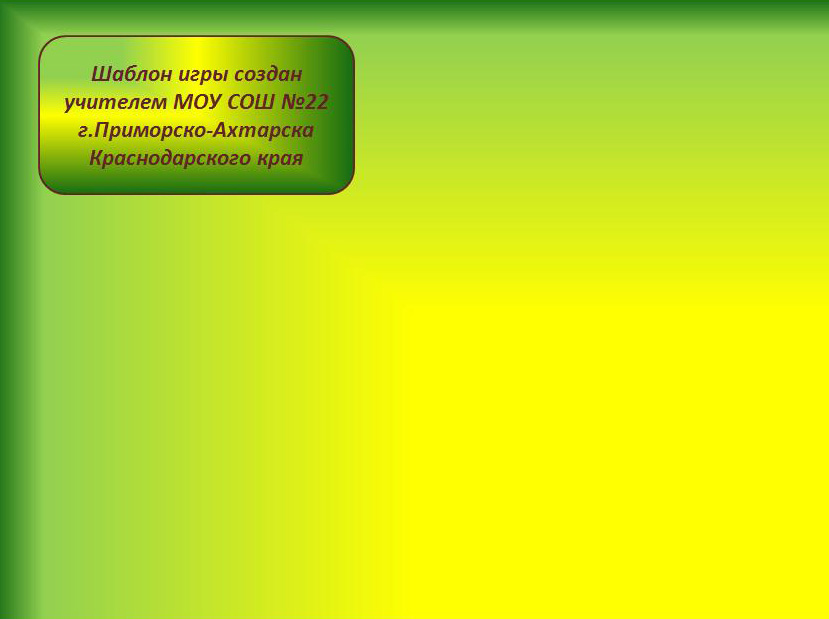 Шаблон игры создан
учителем МОУ СОШ №22
г.Приморско-Ахтарска
Краснодарского края